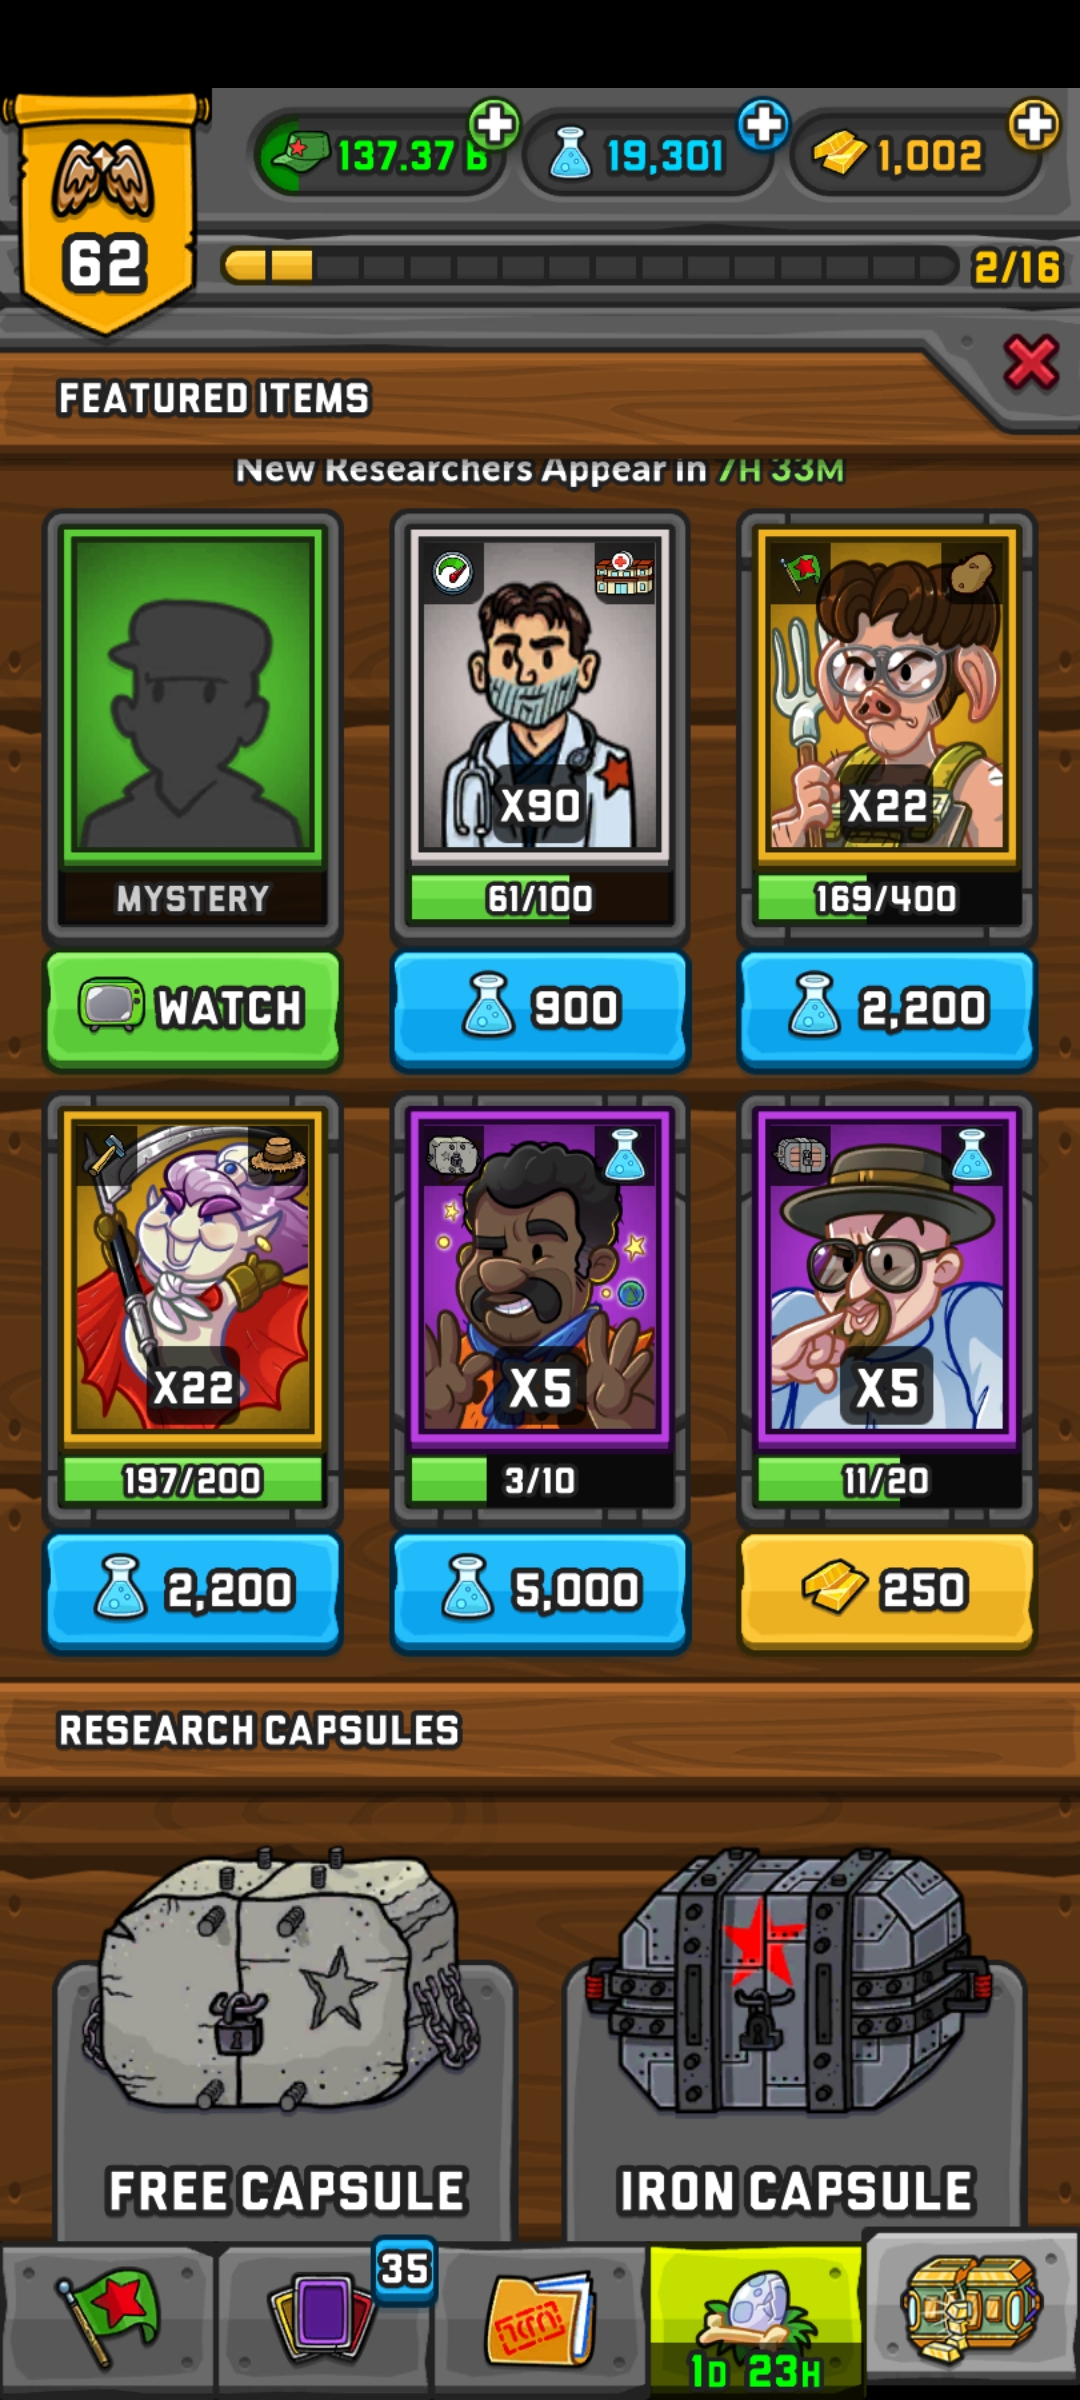 137.37 B
19,301
1,002
62
2/16
FEATURED ITEMS
New Researchers Appear in 7H 33M
X90
X22
MYSTERY
61/100
169/400
WATCH
900
2,200
X22
X5
X5
197/200
3/10
11/20
2,200
5,000
250
RESEARCH CAPSULES
FREE CAPSULE
IRON CAPSULE
35
1D 23H